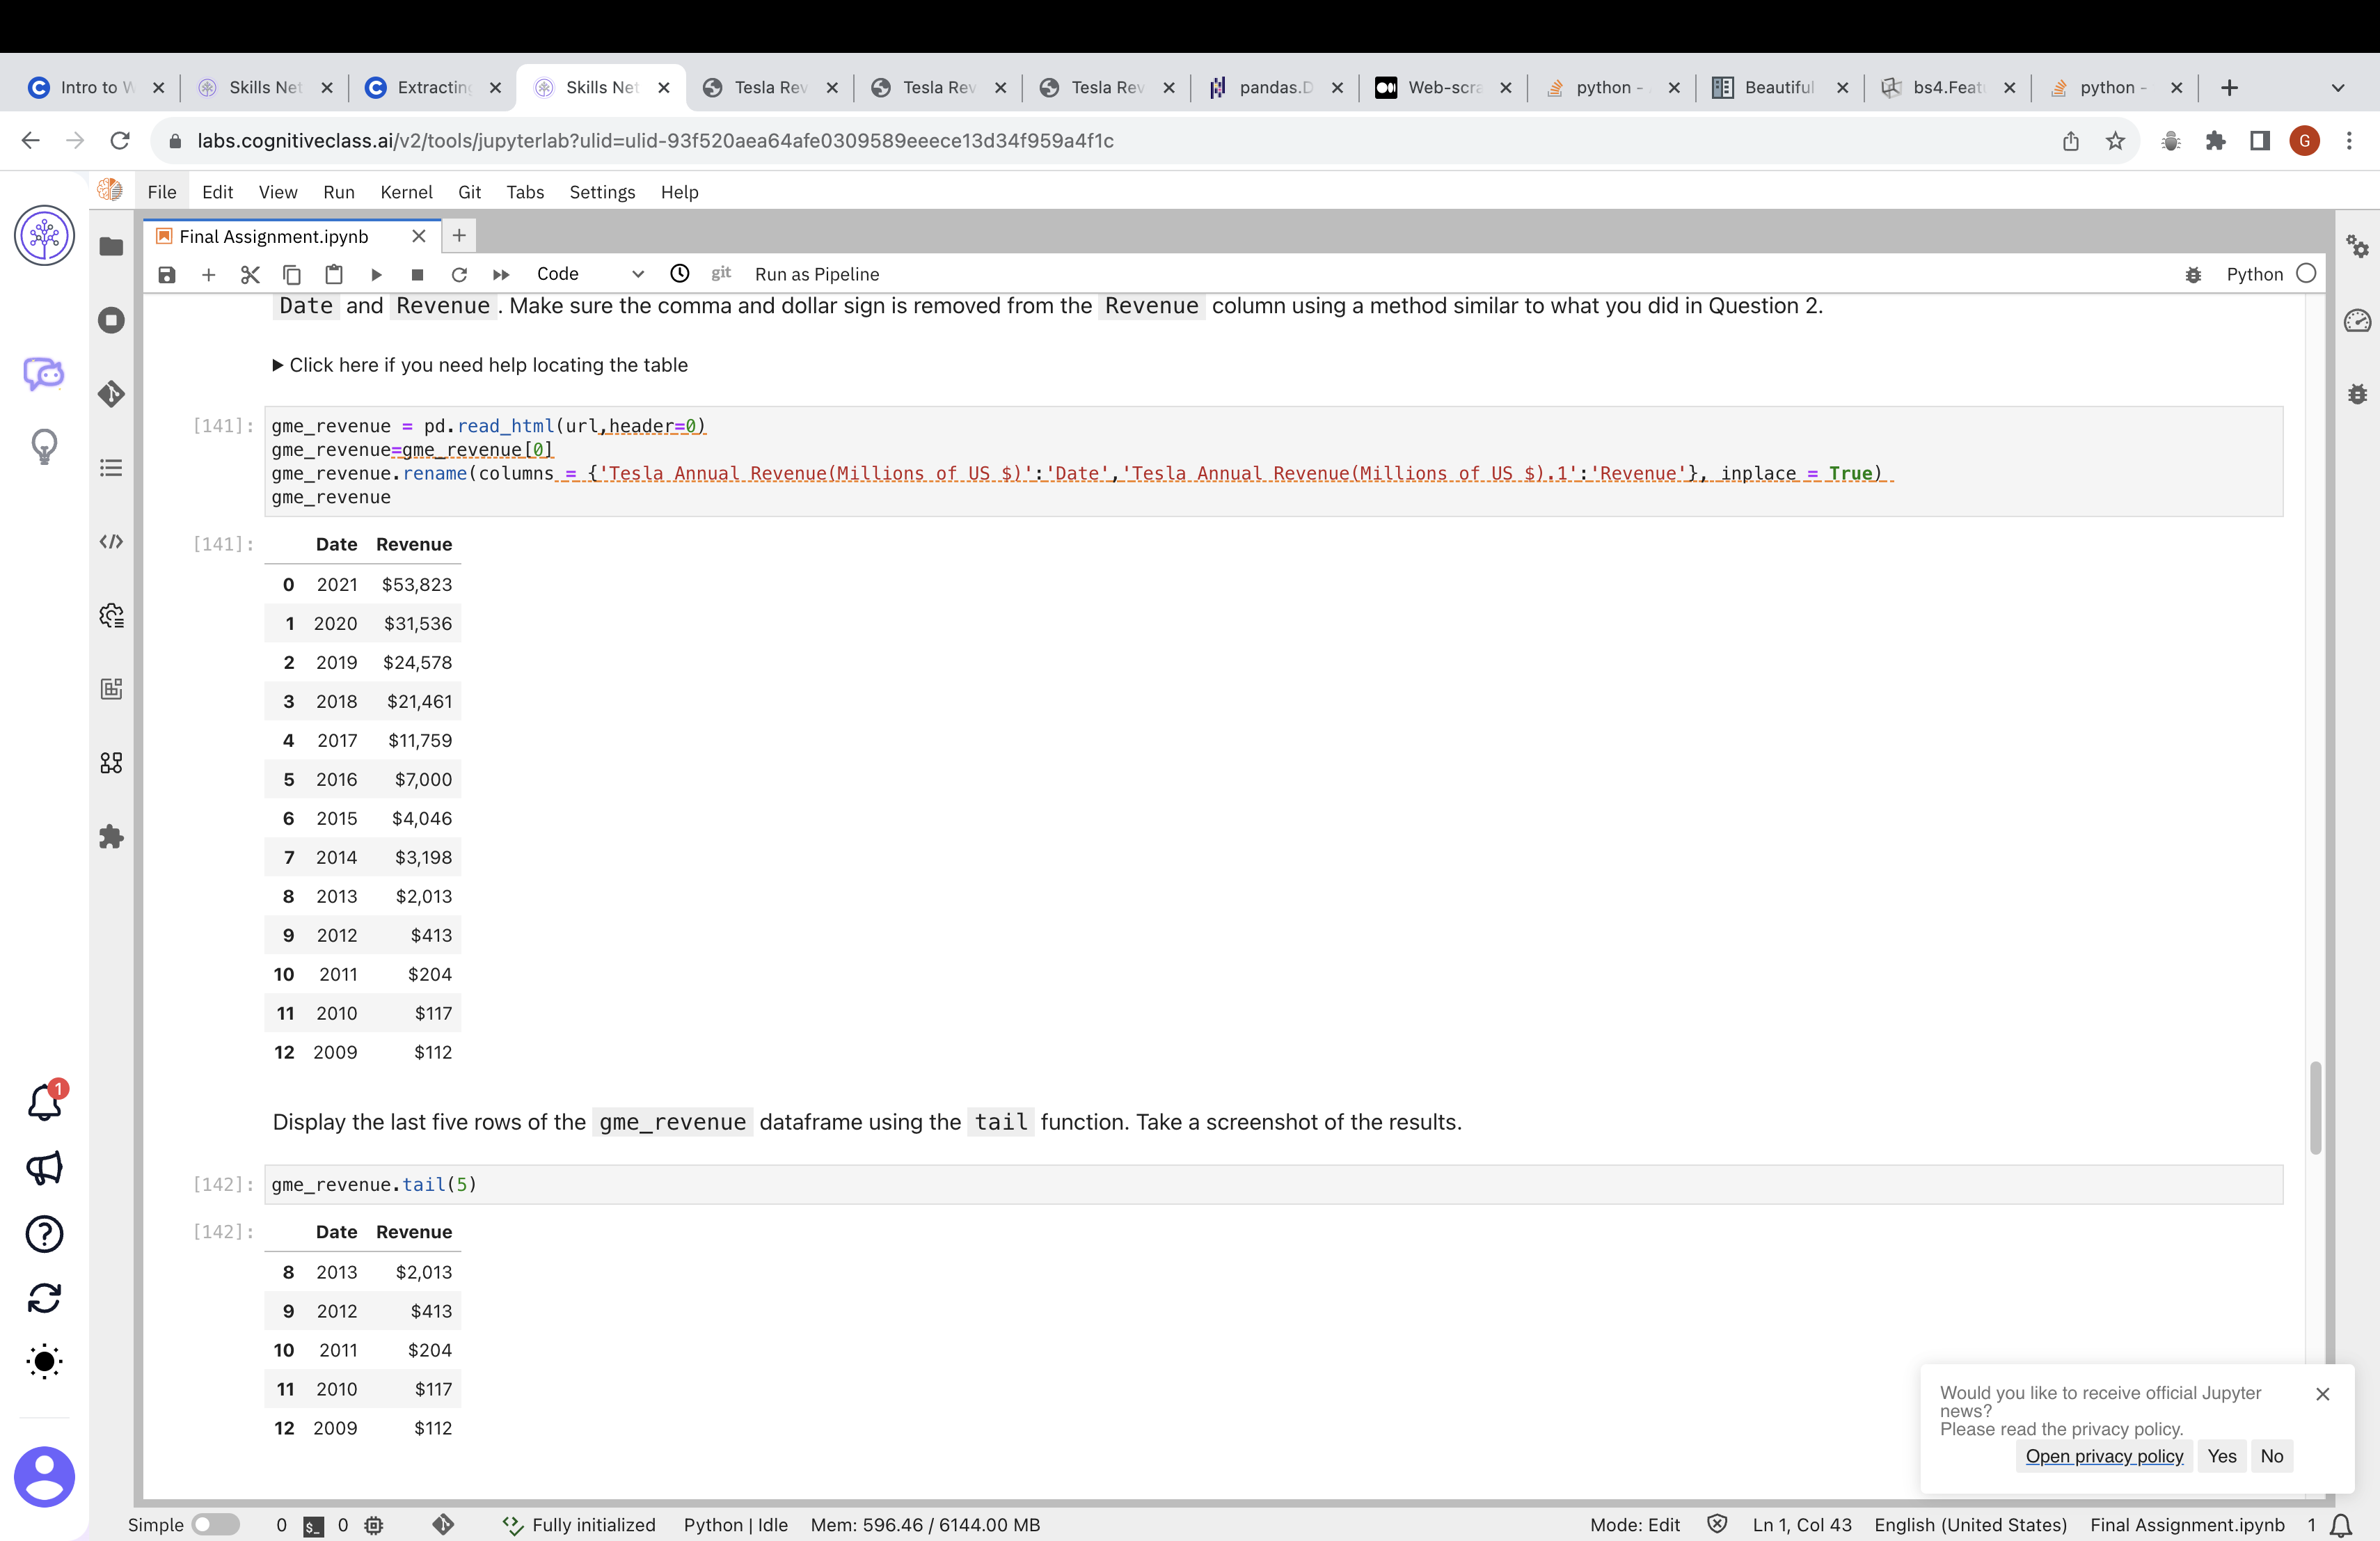 Intro to W
Skills Net
Extracting
Skills Net
Tesla Rev
Tesla Rev
Tesla Rev
pandas.D
Web-scra
python -
Beautiful
bs4.Feat
python -
labs.cognitiveclass.ai/v2/tools/jupyterlab?ulid=ulid-93f520aea64afe0309589eeece13d34f959a4f1c
G
File Edit View Run Kernel Git Tabs Settings Help
Final Assignment.ipynb
Code
git
Run as Pipeline
Python
Date and Revenue . Make sure the comma and dollar sign is removed from the Revenue column using a method similar to what you did in Question 2.
Click here if you need help locating the table
[141]: gme_revenue = pd.read_html(url,header=0)
gme_revenue=gme_revenue[0]
gme_revenue.rename(columns = {'Tesla Annual Revenue(Millions of US $)':'Date','Tesla Annual Revenue(Millions of US $).1':'Revenue'}, inplace = True)
gme_revenue
[141]: Date Revenue
0 2021 $53,823
1 2020 $31,536
2 2019 $24,578
3 2018 $21,461
4 2017 $11,759
5 2016 $7,000
6 2015 $4,046
7 2014 $3,198
8 2013 $2,013
9 2012 $413
10 2011 $204
11 2010 $117
12 2009 $112
Display the last five rows of the gme_revenue dataframe using the tail function. Take a screenshot of the results.
[142]: gme_revenue.tail(5)
[142]: Date Revenue
8 2013 $2,013
9 2012 $413
10 2011 $204
11 2010 $117
12 2009 $112
1
Would you like to receive official Jupyter
news?
Please read the privacy policy.
Open privacy policy Yes No
Simple 0 $_ 0 Fully initialized Python | Idle Mem: 596.46 / 6144.00 MB Mode: Edit Ln 1, Col 43 English (United States) Final Assignment.ipynb 1